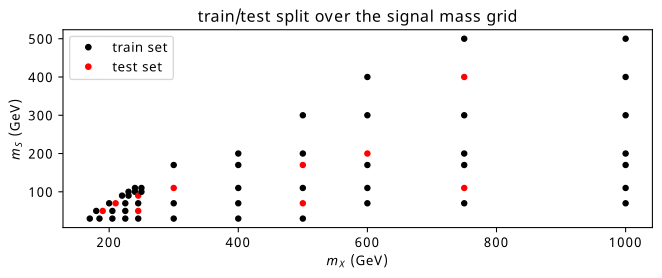 train/test split over the signal mass grid
500
400
300
200
100
train set
test set
m_S (GeV)
200
400
600
800
1000
m_X (GeV)